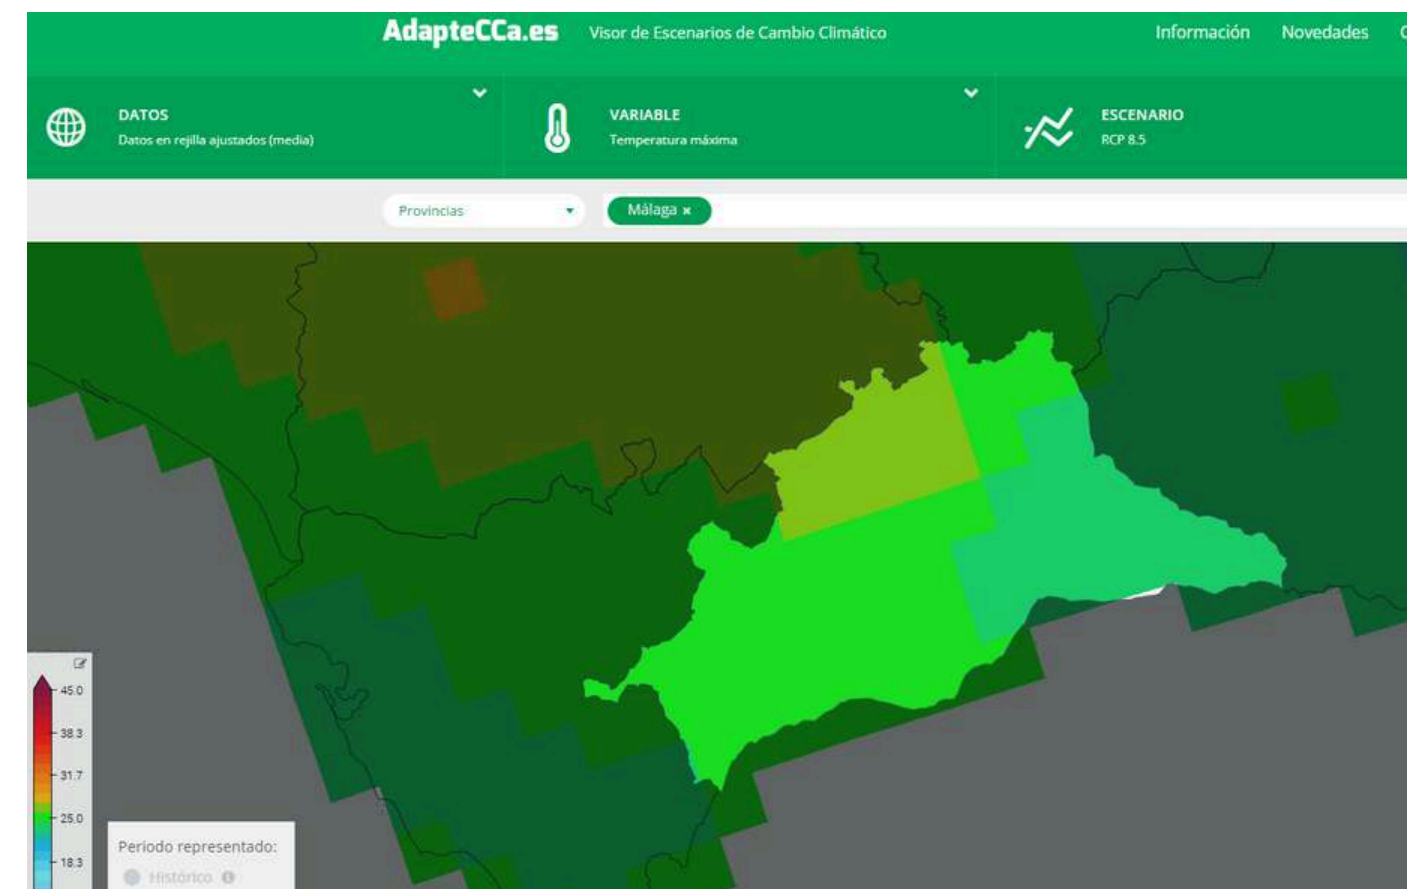 AdapteCCa.es Visor de Escenarios de Cambio Climático Información Novedades
DATOS
Datos en rejilla ajustados (media)
VARIABLE
Temperatura máxima
ESCENARIO
RCP 8.5
Provincias
Málaga ×
45.0
38.3
31.7
25.0
18.3
Periodo representado:
Histórico